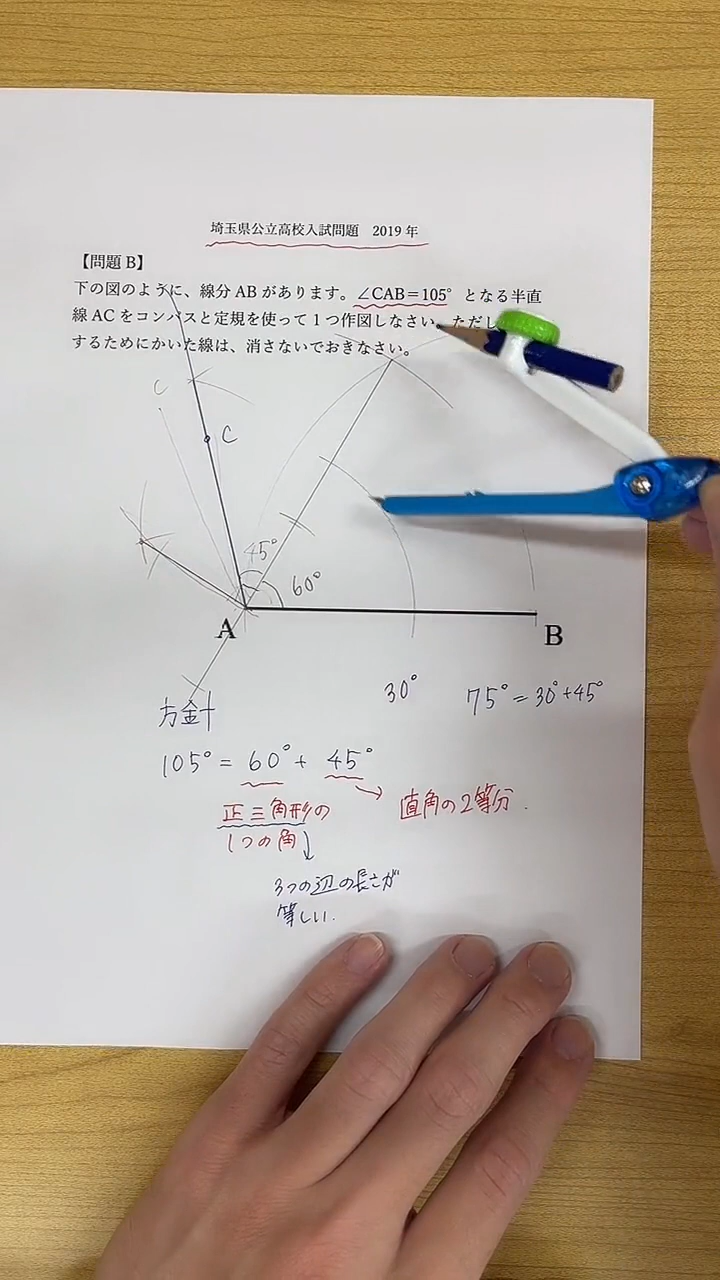 埼玉県公立高校入試問題 2019年
【問題B】
下の図のように、線分ABがあります。∠CAB=105°となる半直
線ACをコンパスと定規を使って1つ作図しなさい。ただし
するためにかいた線は、消さないでおきなさい。
C
C
45°
60°
A
B
30°
75°=30°+45°
方針
105°= 60°+ 45°
正三角形の
1つの角
直角の2等分.
3つの辺の長さが
等しい.